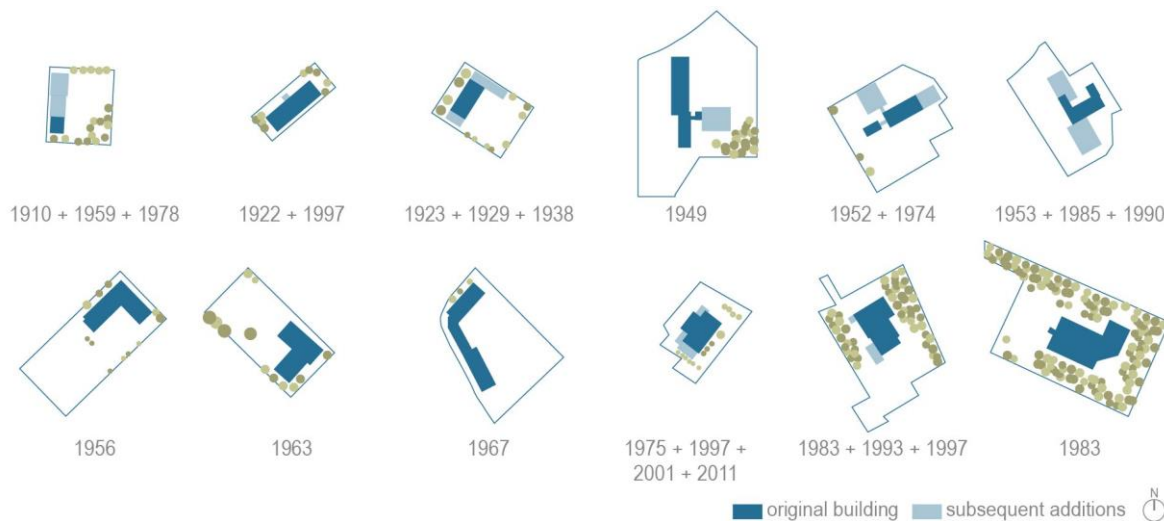 1910 + 1959 + 1978
1922 + 1997
1923 + 1929 + 1938
1949
1952 + 1974
1953 + 1985 + 1990
1956
1963
1967
1975 + 1997 +
2001 + 2011
1983 + 1993 + 1997
1983
original building
subsequent additions
N